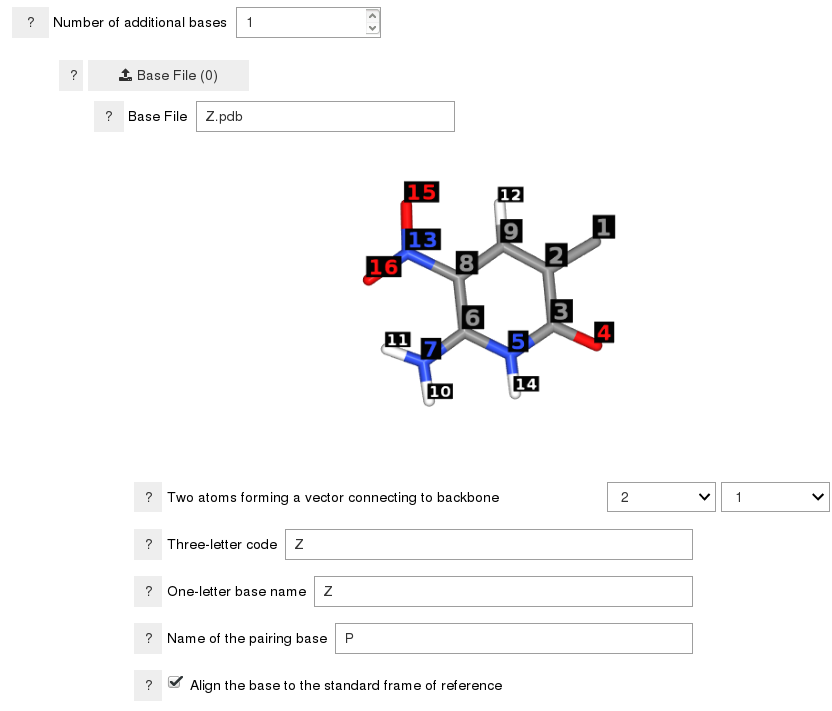 ? Number of additional bases 1
? Base File (0)
? Base File Z.pdb
15 12
13 9 1
16 8 2
6 3
11 7 5 4
10 14
? Two atoms forming a vector connecting to backbone 2 1
? Three-letter code Z
? One-letter base name Z
? Name of the pairing base P
? Align the base to the standard frame of reference